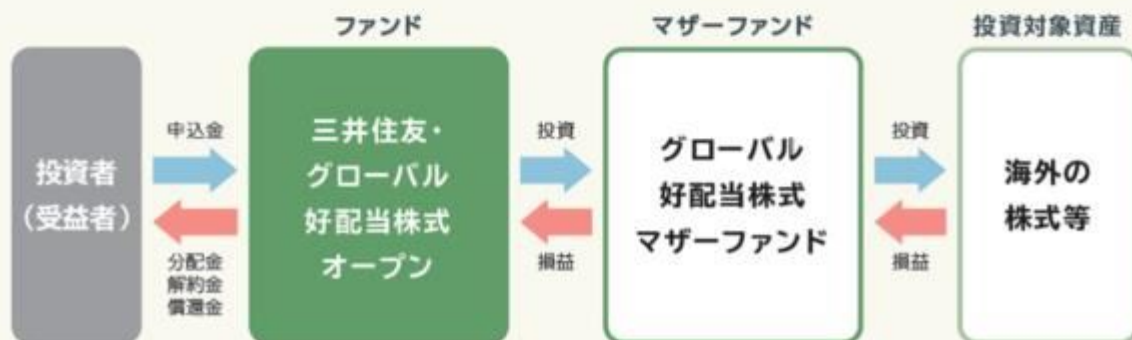 ファンド
マザーファンド
投資対象資産
投資者
（受益者）
申込金
分配金
解約金
償還金
三井住友・
グローバル
好配当株式
オープン
投資
損益
グローバル
好配当株式
マザーファンド
投資
損益
海外の
株式等